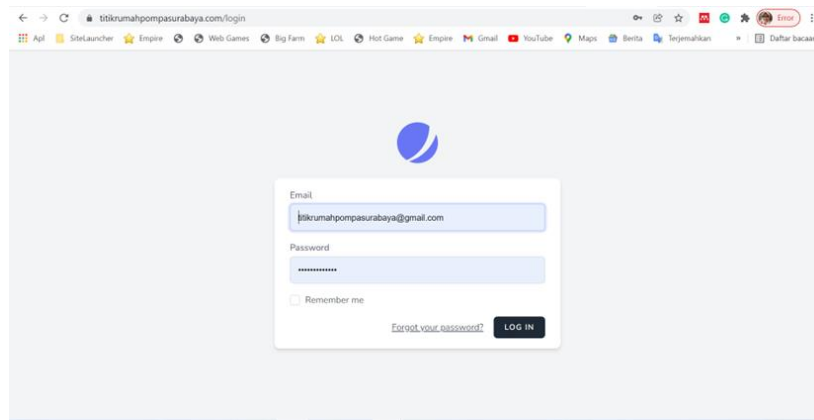 titikrumahpompasurabaya.com/login
Error
Apl SiteLauncher Empire Web Games Big Farm LOL Hot Game Empire Gmail YouTube Maps Berita Terjemahkan » Daftar bacaan
Email
titikrumahpompasurabaya@gmail.com
Password
•••••••••••••
Remember me
Forgot your password? LOG IN